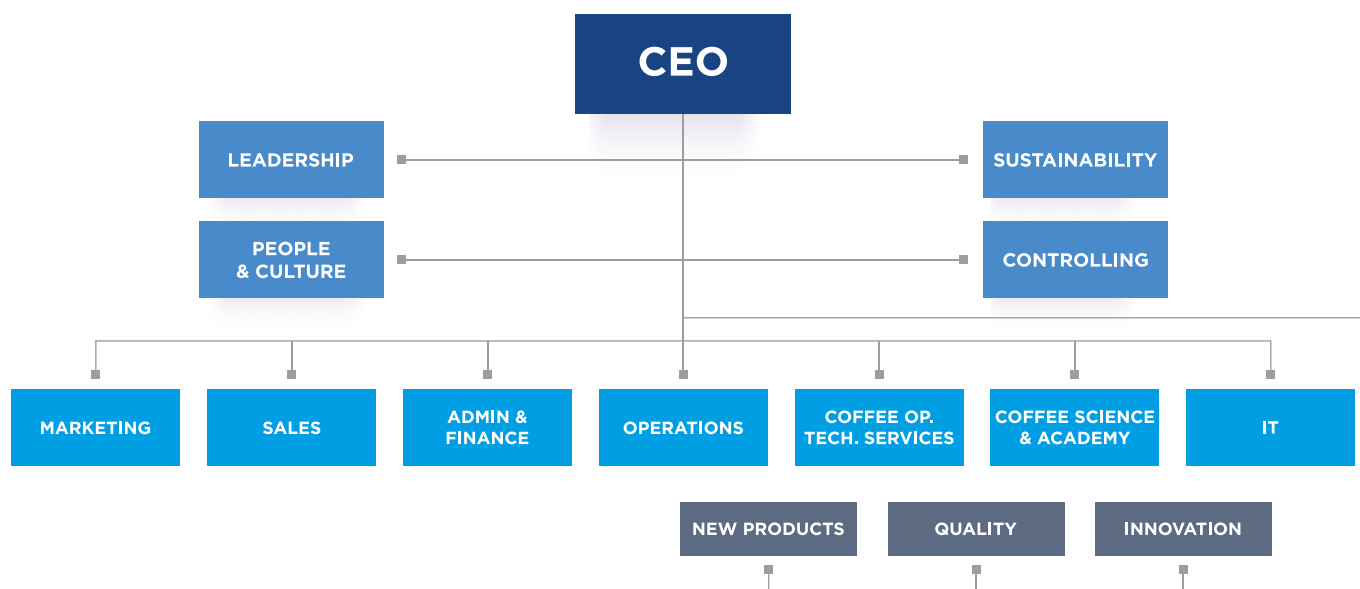 CEO
LEADERSHIP
SUSTAINABILITY
PEOPLE
& CULTURE
CONTROLLING
MARKETING
SALES
ADMIN &
FINANCE
OPERATIONS
COFFEE OP.
TECH. SERVICES
COFFEE SCIENCE
& ACADEMY
IT
NEW PRODUCTS
QUALITY
INNOVATION